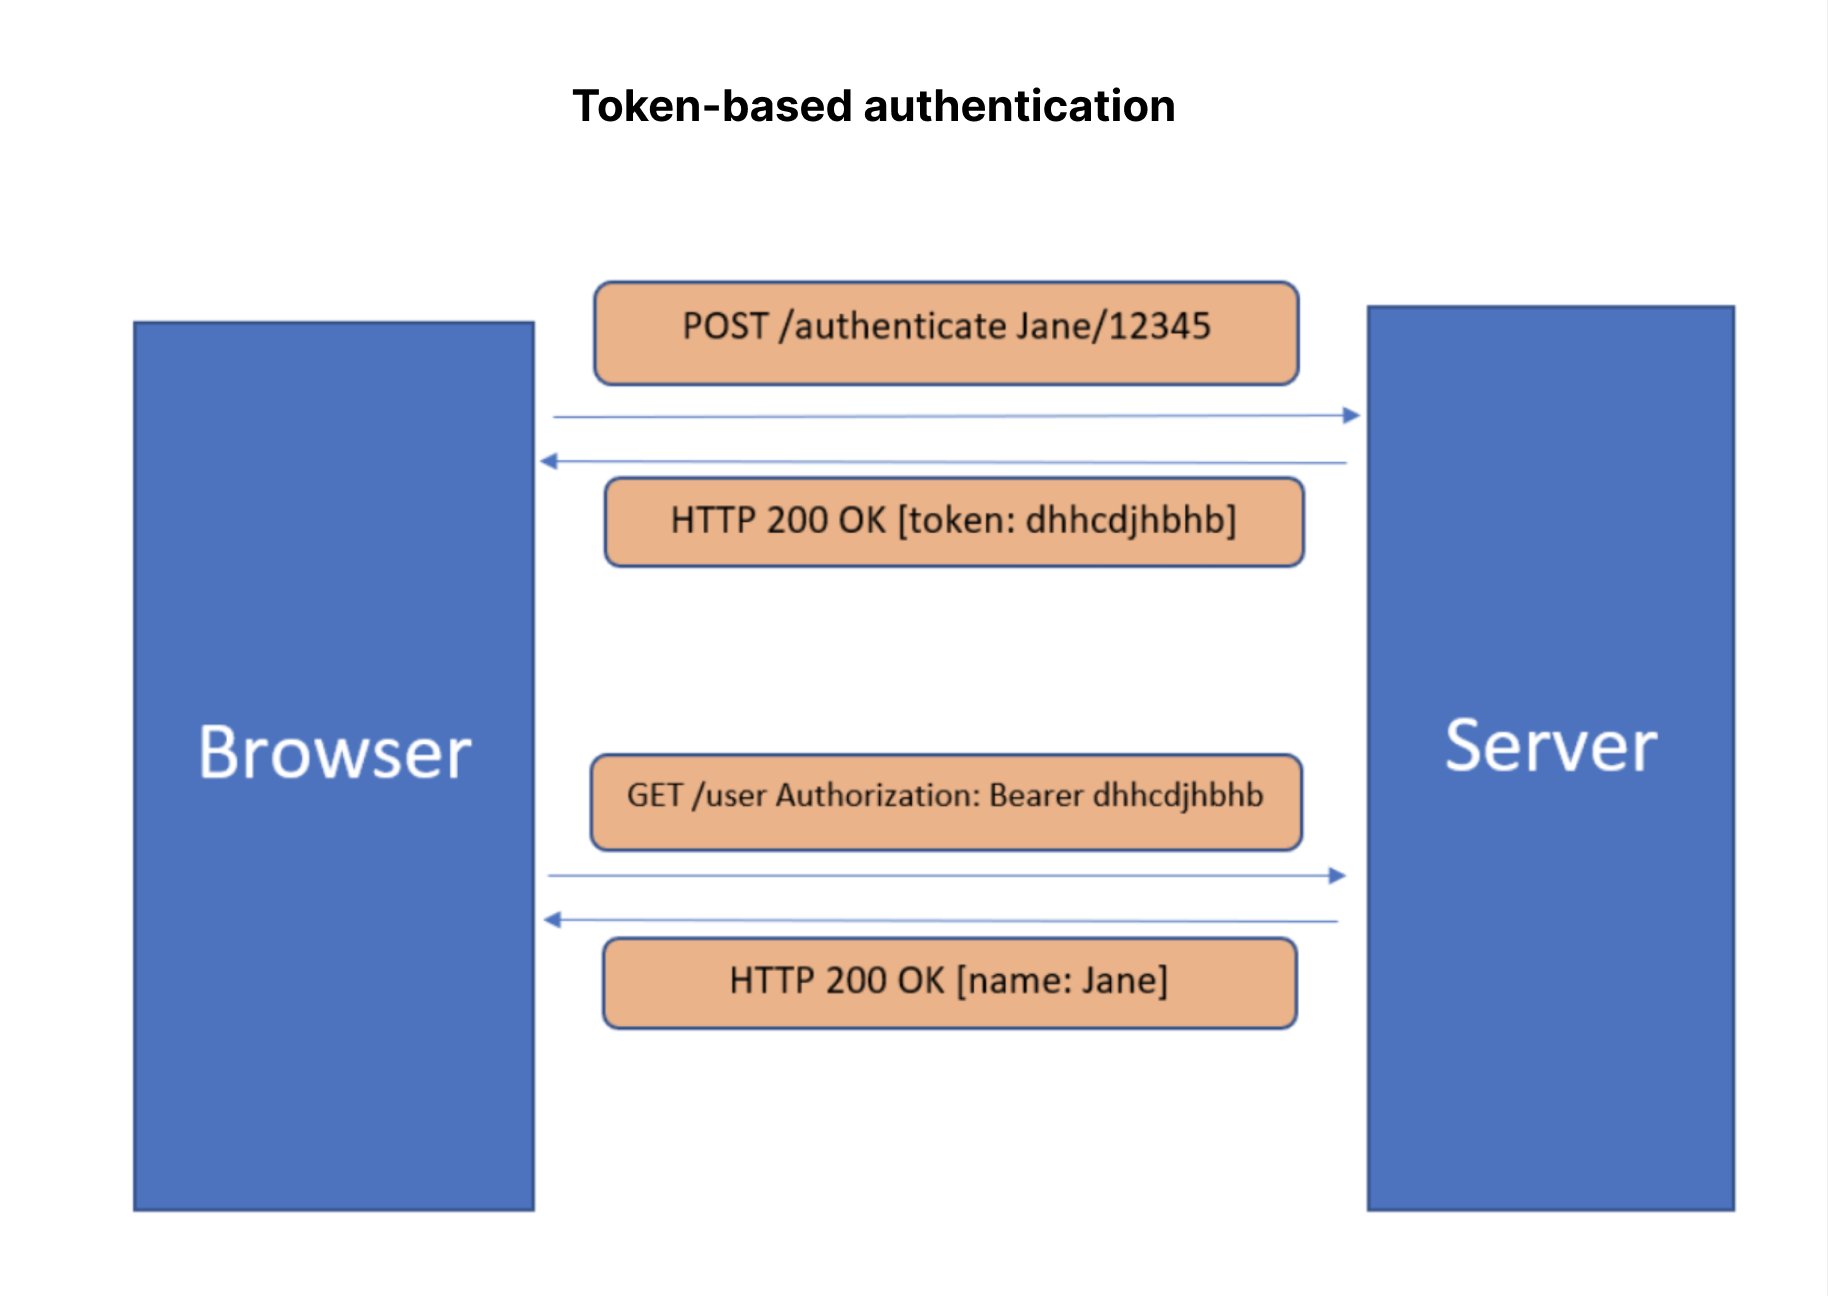 Token-based authentication
POST /authenticate Jane/12345
HTTP 200 OK [token: dhhcdjhbhb]
Browser
Server
GET /user Authorization: Bearer dhhcdjhbhb
HTTP 200 OK [name: Jane]